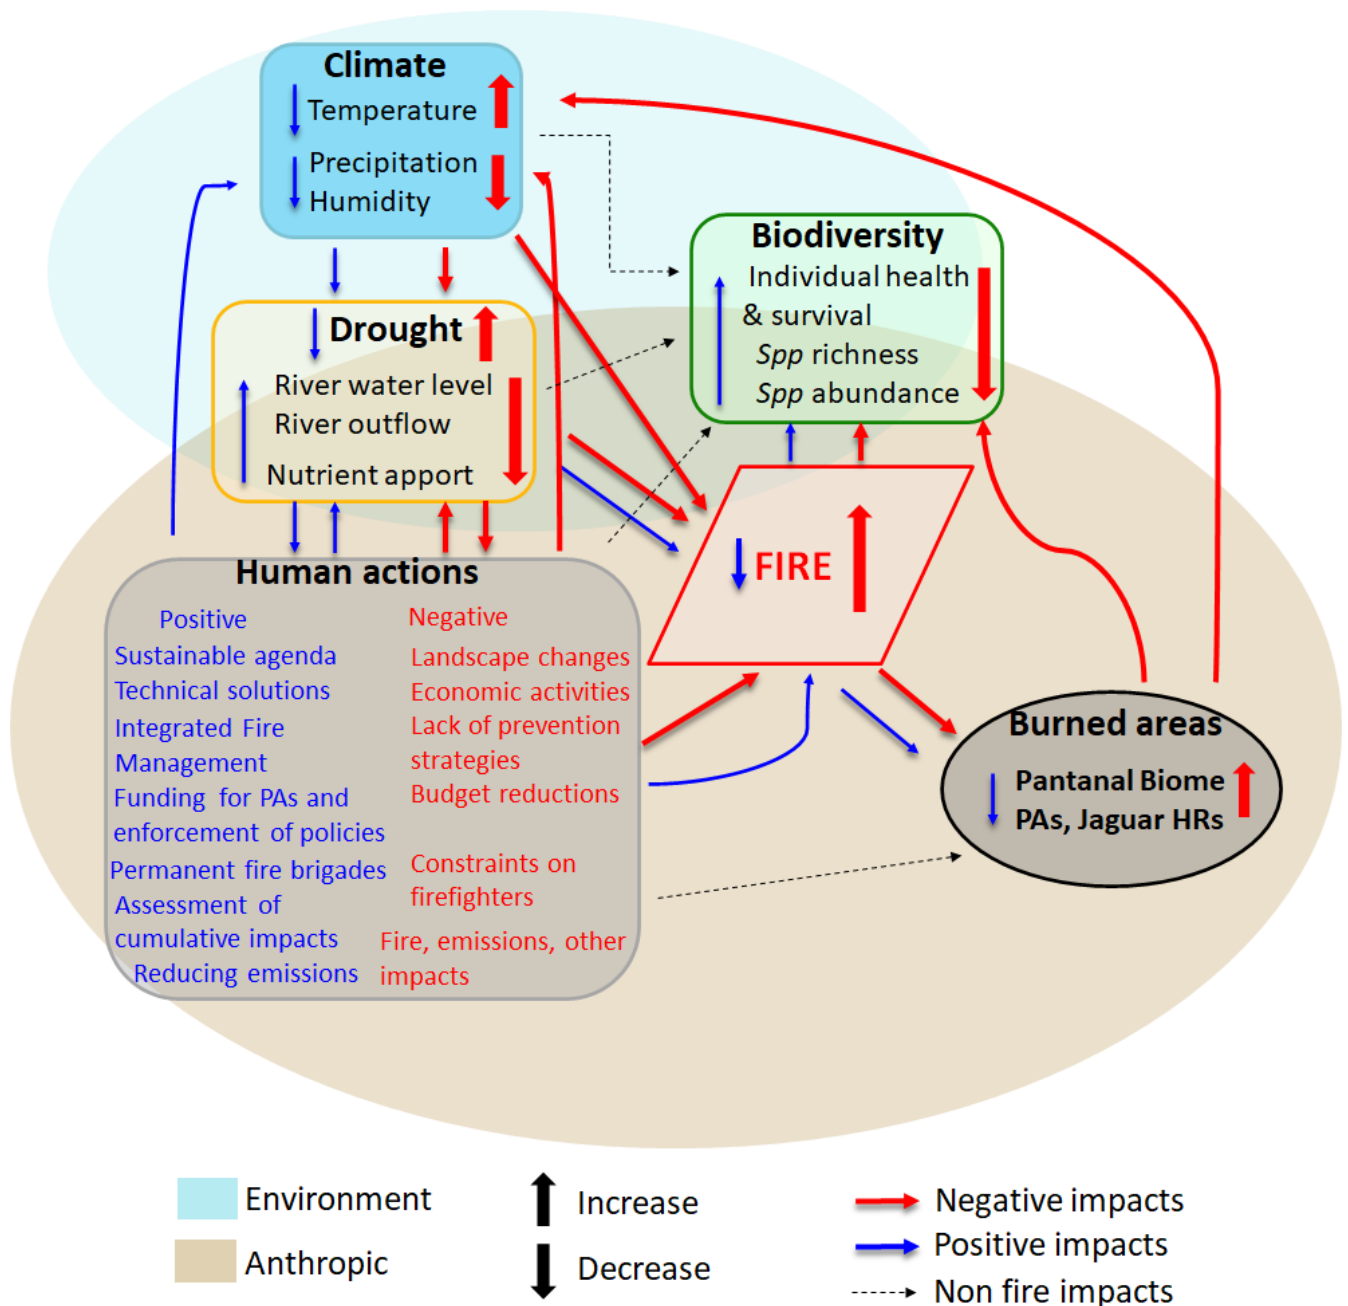 Climate
Temperature
Precipitation
Humidity
Biodiversity
Individual health
& survival
Spp richness
Spp abundance
Drought
River water level
River outflow
Nutrient apport
FIRE
Human actions
Positive
Sustainable agenda
Technical solutions
Integrated Fire
Management
Funding for PAs and
enforcement of policies
Permanent fire brigades
Assessment of
cumulative impacts
Reducing emissions
Negative
Landscape changes
Economic activities
Lack of prevention
strategies
Budget reductions
Constraints on
firefighters
Fire, emissions, other
impacts
Burned areas
Pantanal Biome
PAs, Jaguar HRs
Environment
Anthropic
Increase
Decrease
Negative impacts
Positive impacts
Non fire impacts